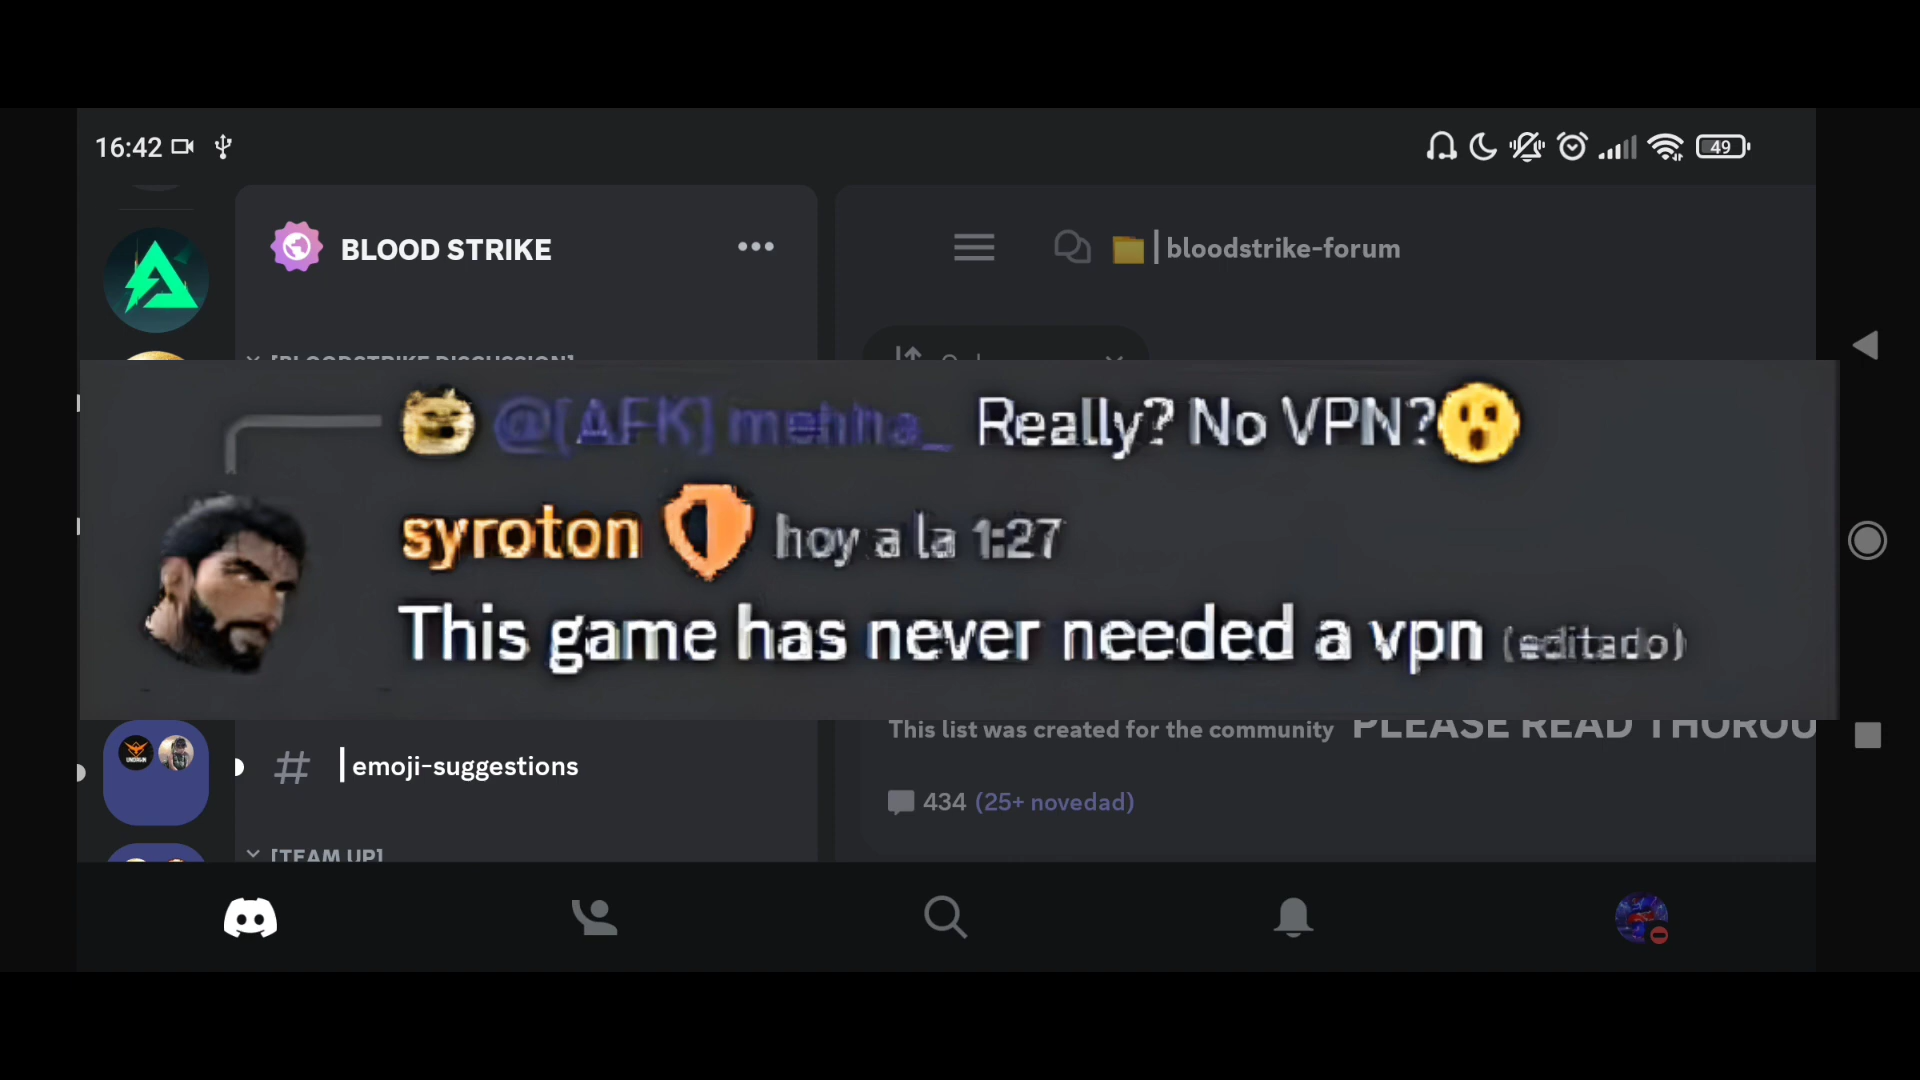 16:42
49
BLOOD STRIKE
bloodstrike-forum
[BLOODSTRIKE DISCUSSION]
@[AFK] mehna_ Really? No VPN?
syroton hoy a la 1:27
This game has never needed a vpn (editado)
This list was created for the community PLEASE READ THOROU
emoji-suggestions
434 (25+ novedad)
[TEAM UP]